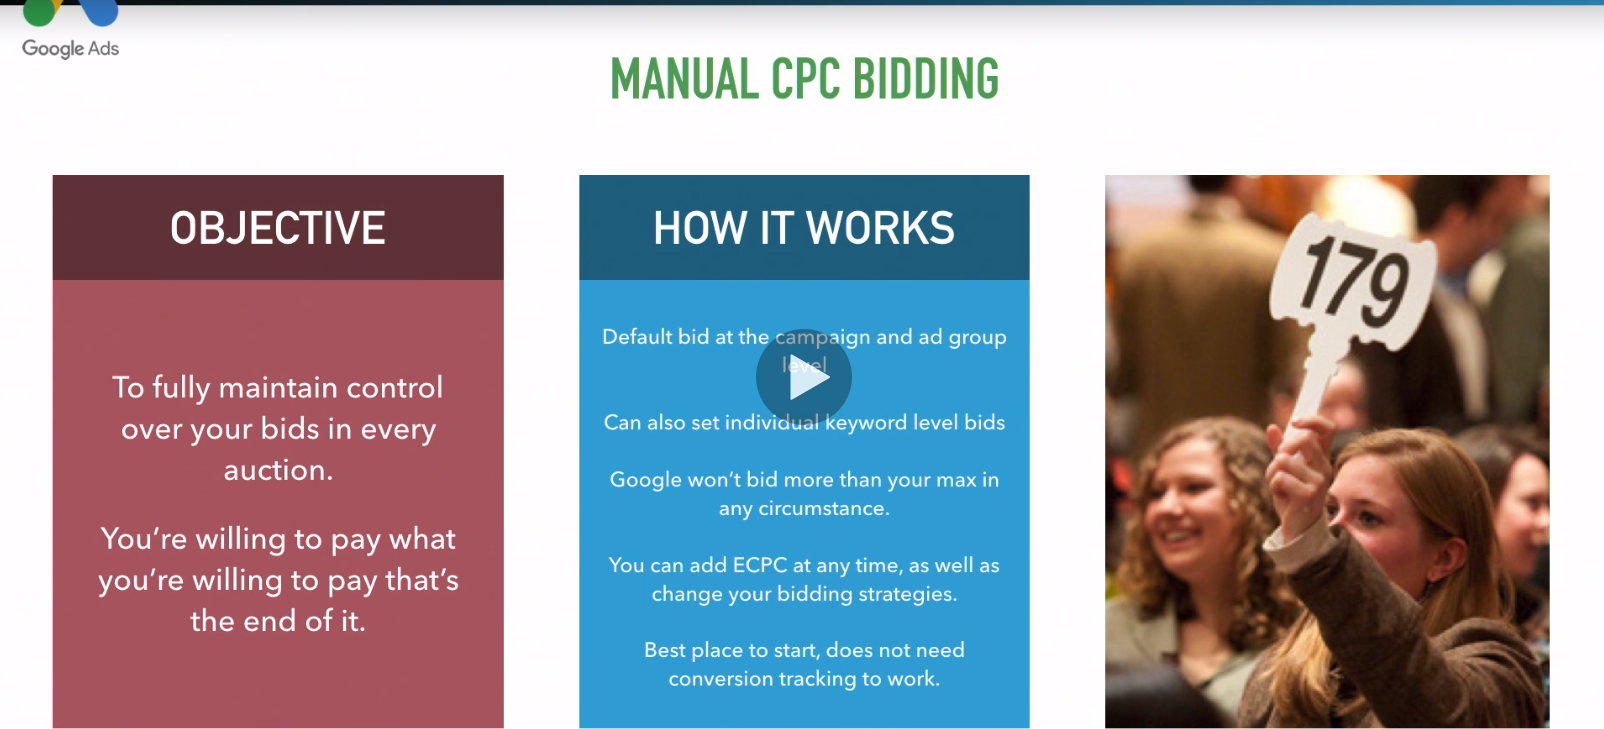 Google Ads
MANUAL CPC BIDDING
OBJECTIVE
To fully maintain control
over your bids in every
auction.
You're willing to pay what
you're willing to pay that's
the end of it.
HOW IT WORKS
Default bid at the campaign and ad group
level
Can also set individual keyword level bids
Google won't bid more than your max in
any circumstance.
You can add ECPC at any time, as well as
change your bidding strategies.
Best place to start, does not need
conversion tracking to work.
179